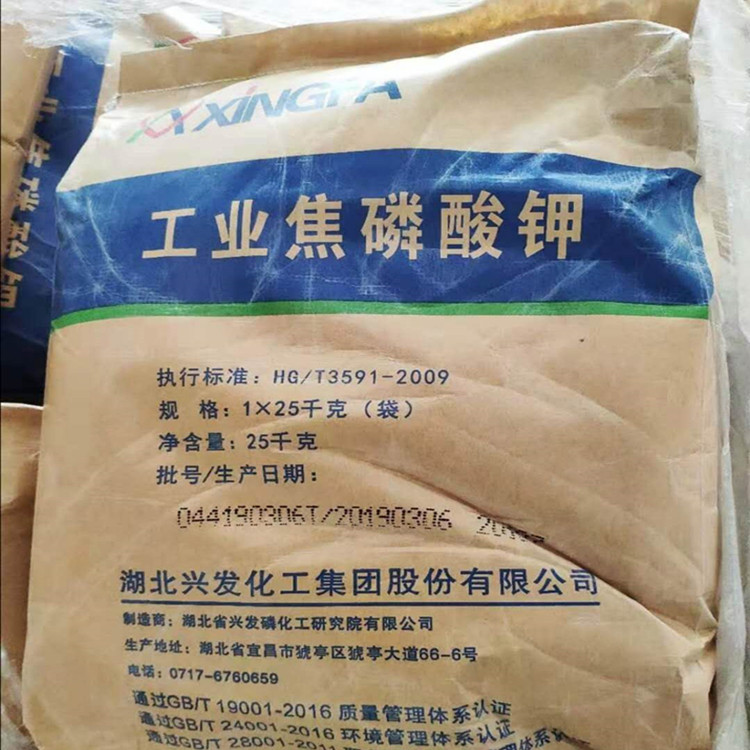 XINGFA
工业焦磷酸钾
执行标准：HG/T3591-2009
规 格：1×25千克（袋）
净含量：25千克
批号/生产日期：
044190306T/20190306
湖北兴发化工集团股份有限公司
制造商：湖北省兴发磷化工研究院有限公司
生产地址：湖北省宜昌市猇亭区猇亭大道66-6号
电话：0717-6760659
通过GB/T 19001-2016 质量管理体系认证
通过GB/T 24001-2016 环境管理体系认证